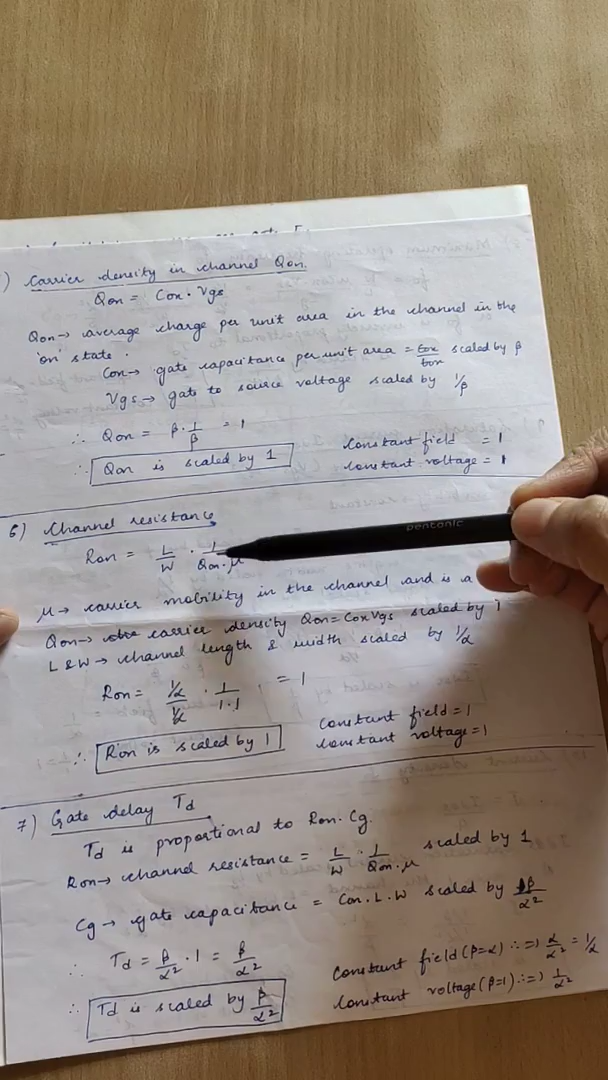 ) Carrier density in channel Qon
Qon = Cox . Vgs
Qon → average charge per unit area in the channel in the
'on' state.
Cox → gate capacitance per unit area = εox/tox scaled by β
Vgs → gate to source voltage scaled by 1/β
∴ Qon = β . 1/β = 1
∴ Qon is scaled by 1
Constant field = 1
Constant voltage = 1
6) Channel resistance
Ron = L/W . 1/Qon.μ
μ → carrier mobility in the channel and is a
Qon → carrier density Qon = Cox Vgs scaled by 1
L & W → channel length & width scaled by 1/α
Ron = 1/α / 1/α . 1/1.1 = 1
∴ Ron is scaled by 1
constant field = 1
constant voltage = 1
7) Gate delay Td
Td is proportional to Ron. Cg.
Ron → channel resistance = L/W . 1/Qon.μ scaled by 1
Cg → gate capacitance = Cox. L. W scaled by β/α²
∴ Td = β/α² . 1 = β/α²
∴ Td is scaled by β/α²
Constant field (β=α) ∴ => α/α² = 1/α
Constant voltage (β=1) ∴ => 1/α²
pentonic